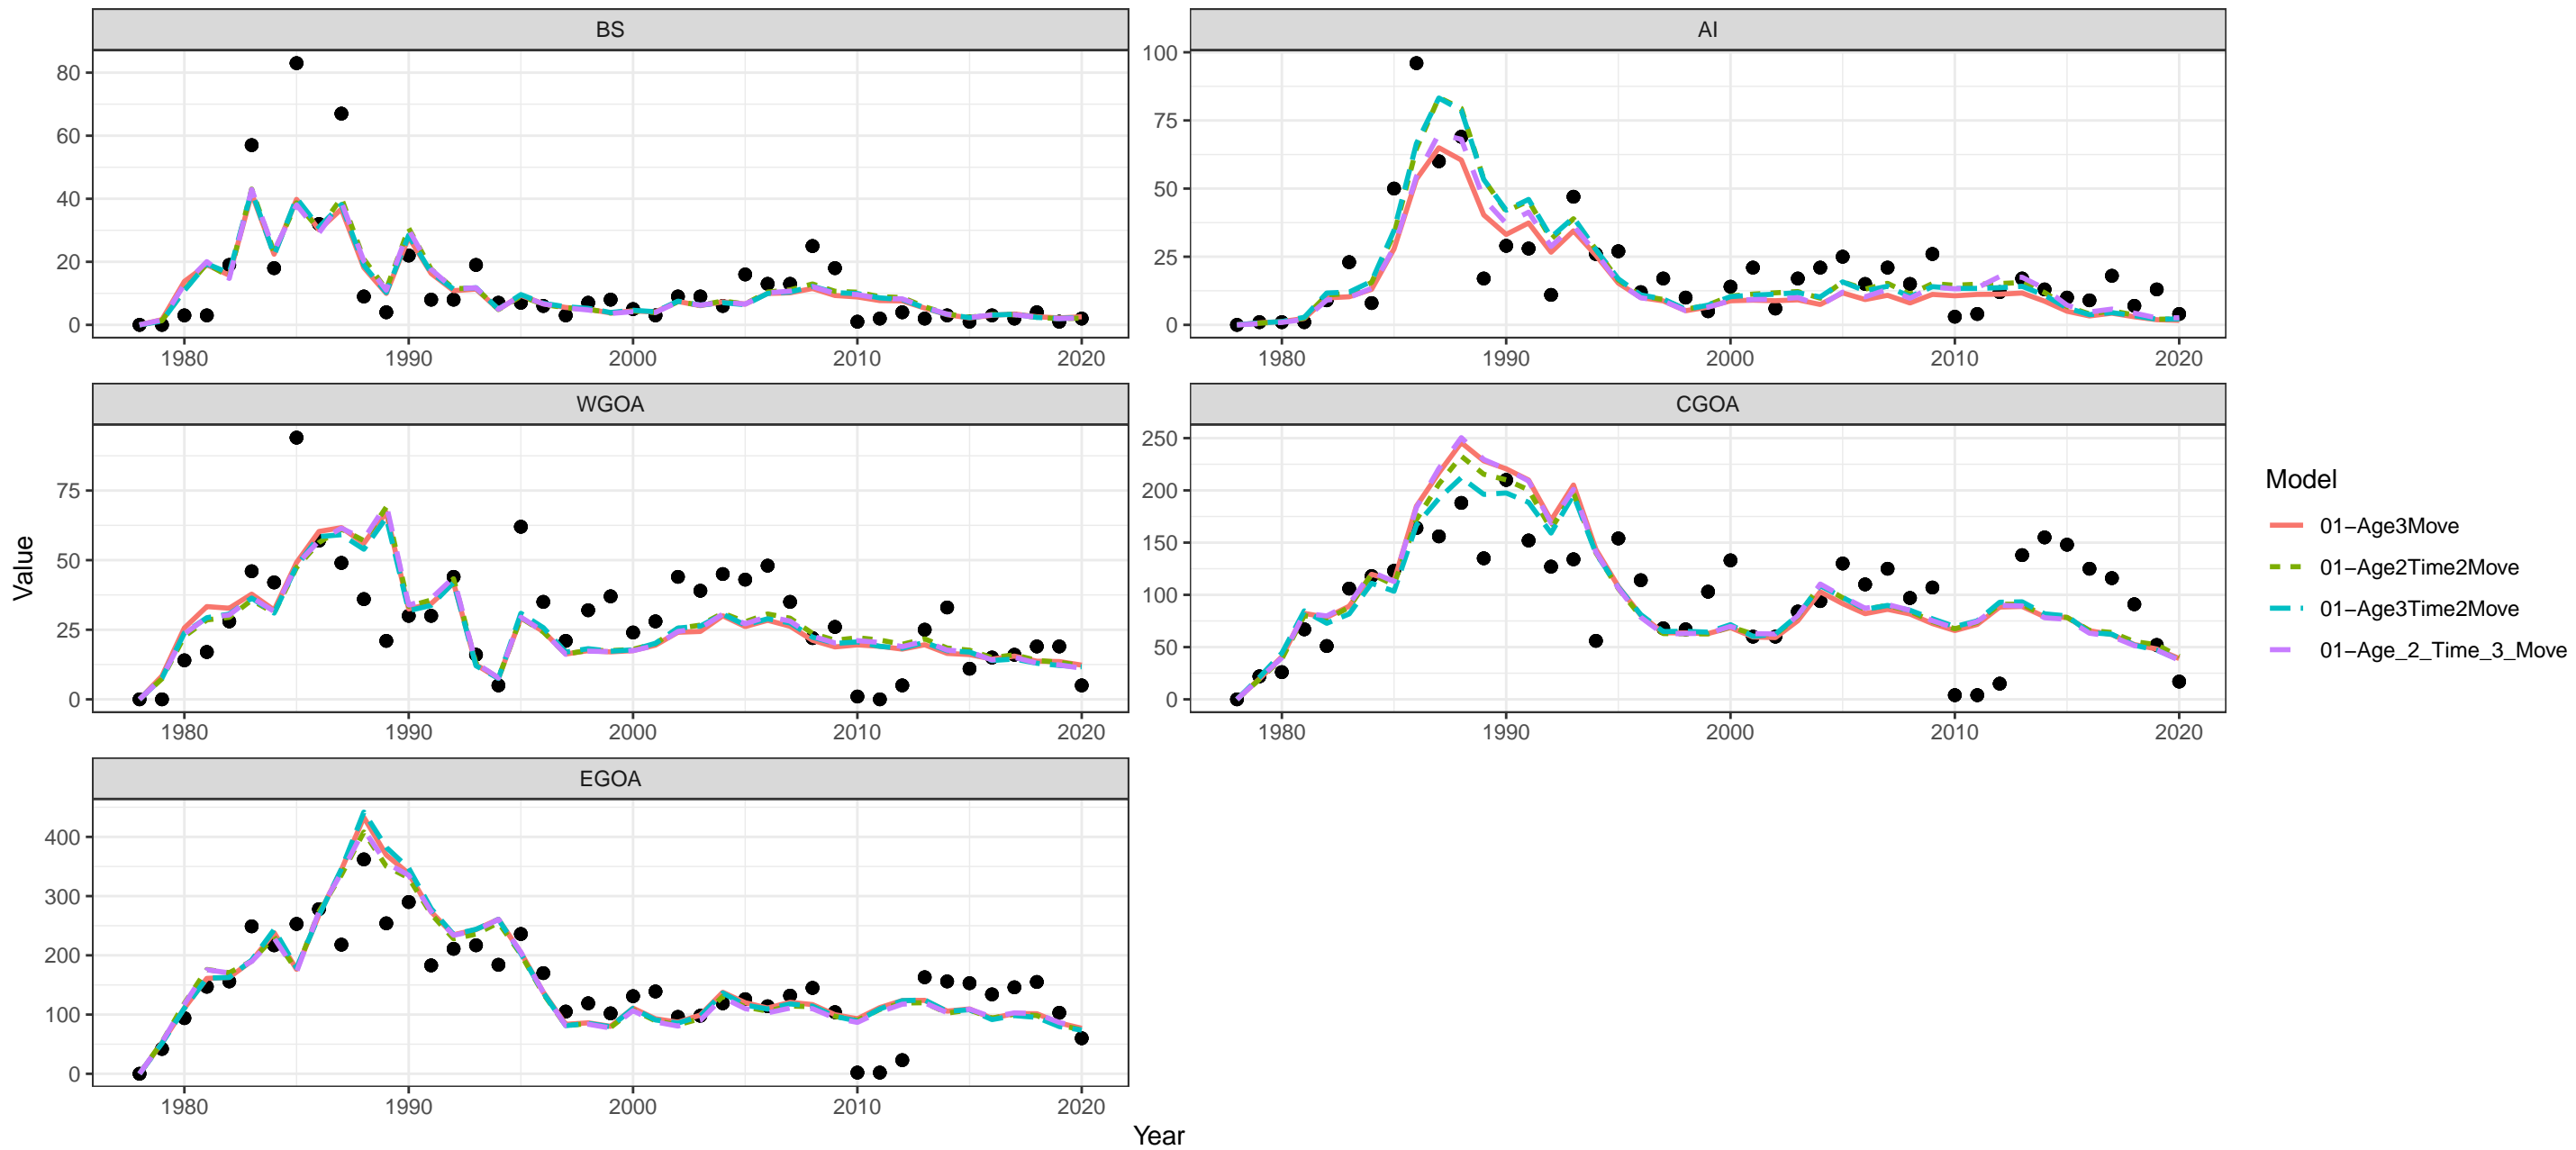 BS
80
60
40
20
0
1980 1990 2000 2010 2020
AI
100
75
50
25
0
1980 1990 2000 2010 2020
WGOA
75
50
25
0
1980 1990 2000 2010 2020
CGOA
250
200
150
100
50
0
1980 1990 2000 2010 2020
EGOA
400
300
200
100
0
1980 1990 2000 2010 2020
Value
Year
Model
01−Age3Move
01−Age2Time2Move
01−Age3Time2Move
01−Age_2_Time_3_Move